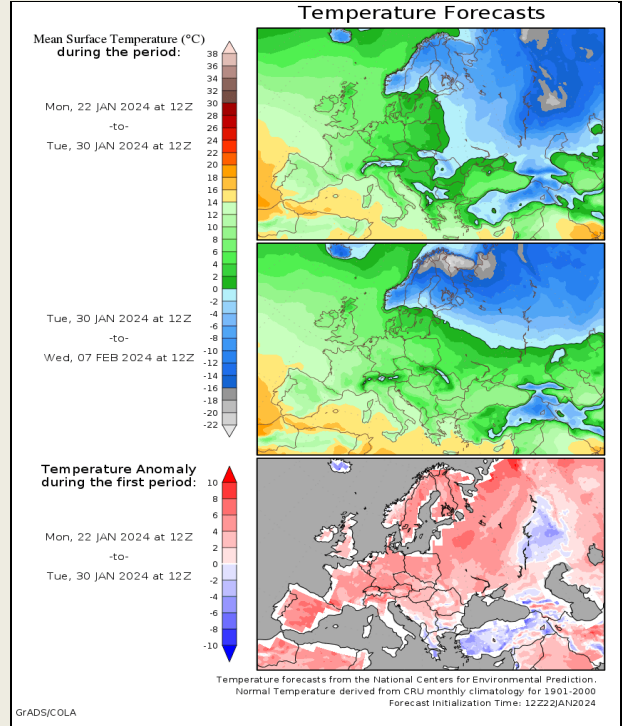 Temperature Forecasts
Mean Surface Temperature (°C)
during the period:
38
36
34
32
30
28
26
24
22
20
18
16
14
12
10
8
6
4
2
0
-2
-4
-6
-8
-10
-12
-14
-16
-18
-20
-22
Mon, 22 JAN 2024 at 12Z
-to-
Tue, 30 JAN 2024 at 12Z
Tue, 30 JAN 2024 at 12Z
-to-
Wed, 07 FEB 2024 at 12Z
Temperature Anomaly
during the first period:
10
8
6
4
2
0
-2
-4
-6
-8
-10
Mon, 22 JAN 2024 at 12Z
-to-
Tue, 30 JAN 2024 at 12Z
Temperature forecasts from the National Centers for Environmental Prediction.
Normal Temperature derived from CRU monthly climatology for 1901-2000
Forecast Initialization Time: 12Z22JAN2024
GrADS/COLA